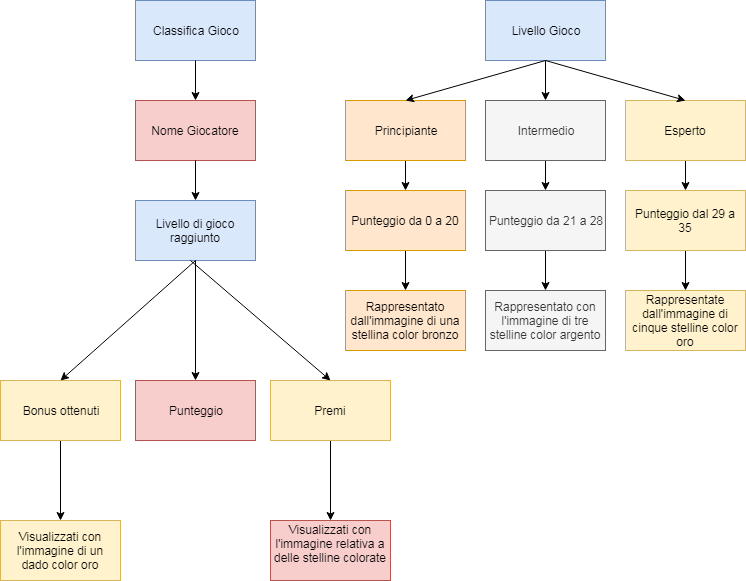 Classifica Gioco
Livello Gioco
Nome Giocatore
Principiante
Intermedio
Esperto
Livello di gioco
raggiunto
Punteggio da 0 a 20
Punteggio da 21 a 28
Punteggio dal 29 a
35
Rappresentato
dall'immagine di una
stellina color bronzo
Rappresentato con
l'immagine di tre
stelline color argento
Rappresentate
dall'immagine di
cinque stelline color
oro
Bonus ottenuti
Punteggio
Premi
Visualizzati con
l'immagine di un
dado color oro
Visualizzati con
l'immagine relativa a
delle stelline colorate